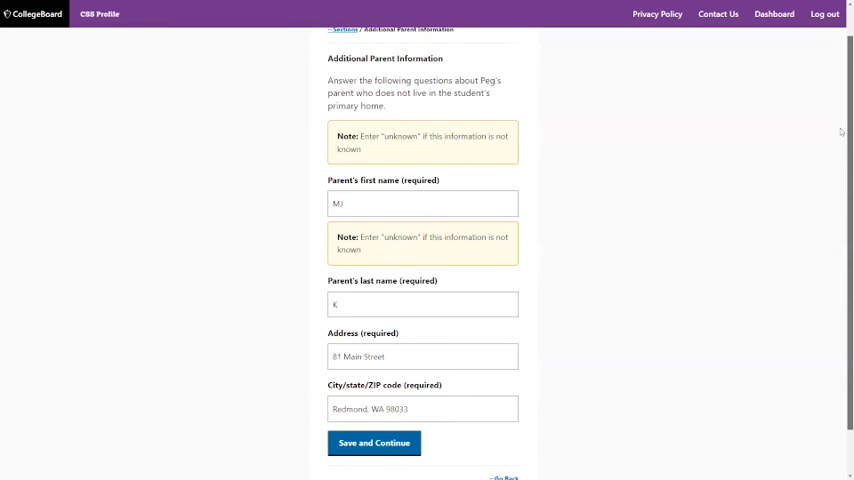 CollegeBoard
CSS Profile
Privacy Policy
Contact Us
Dashboard
Log out
Sections / Additional Parent Information
Additional Parent Information
Answer the following questions about Peg's
parent who does not live in the student's
primary home.
Note: Enter "unknown" if this information is not
known
Parent's first name (required)
MJ
Note: Enter "unknown" if this information is not
known
Parent's last name (required)
K
Address (required)
81 Main Street
City/state/ZIP code (required)
Redmond, WA 98033
Save and Continue
Go Back